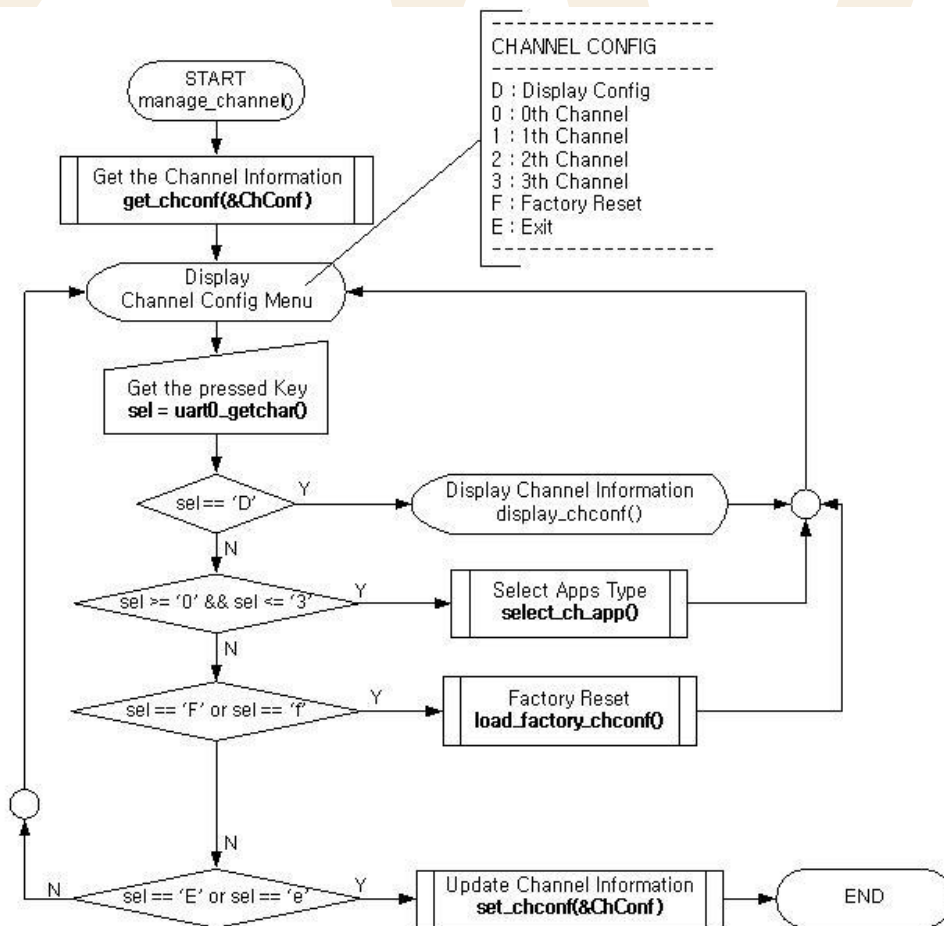 ------------------------
CHANNEL CONFIG
------------------------
D : Display Config
0 : 0th Channel
1 : 1th Channel
2 : 2th Channel
3 : 3th Channel
F : Factory Reset
E : Exit
------------------------
START
manage_channel()
Get the Channel Information
get_chconf(&ChConf)
Display
Channel Config Menu
Get the pressed Key
sel = uart0_getchar()
sel== ‘D’
Y
Display Channel Information
display_chconf()
N
sel >= ‘0’ && sel <= ‘3’
Y
Select Apps Type
select_ch_app()
N
sel == ‘F’ or sel == ‘f’
Y
Factory Reset
load_factory_chconf()
N
N
sel == ‘E’ or sel == ‘e’
Y
Update Channel Information
set_chconf(&ChConf)
END